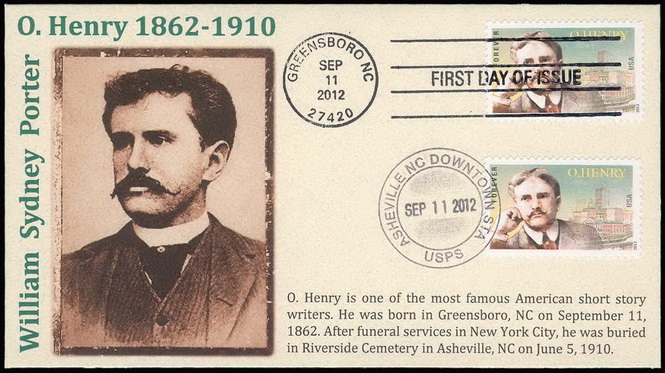 O. Henry 1862-1910
William Sydney Porter
GREENSBORO NC
SEP
11
2012
27420
FIRST DAY OF ISSUE
O.HENRY
FOREVER
USA
2012
ASHEVILLE, NC DOWNTOWN STA
SEP 11 2012
USPS
O.HENRY
FOREVER
USA
2012
O. Henry is one of the most famous American short story
writers. He was born in Greensboro, NC on September 11,
1862. After funeral services in New York City, he was buried
in Riverside Cemetery in Asheville, NC on June 5, 1910.